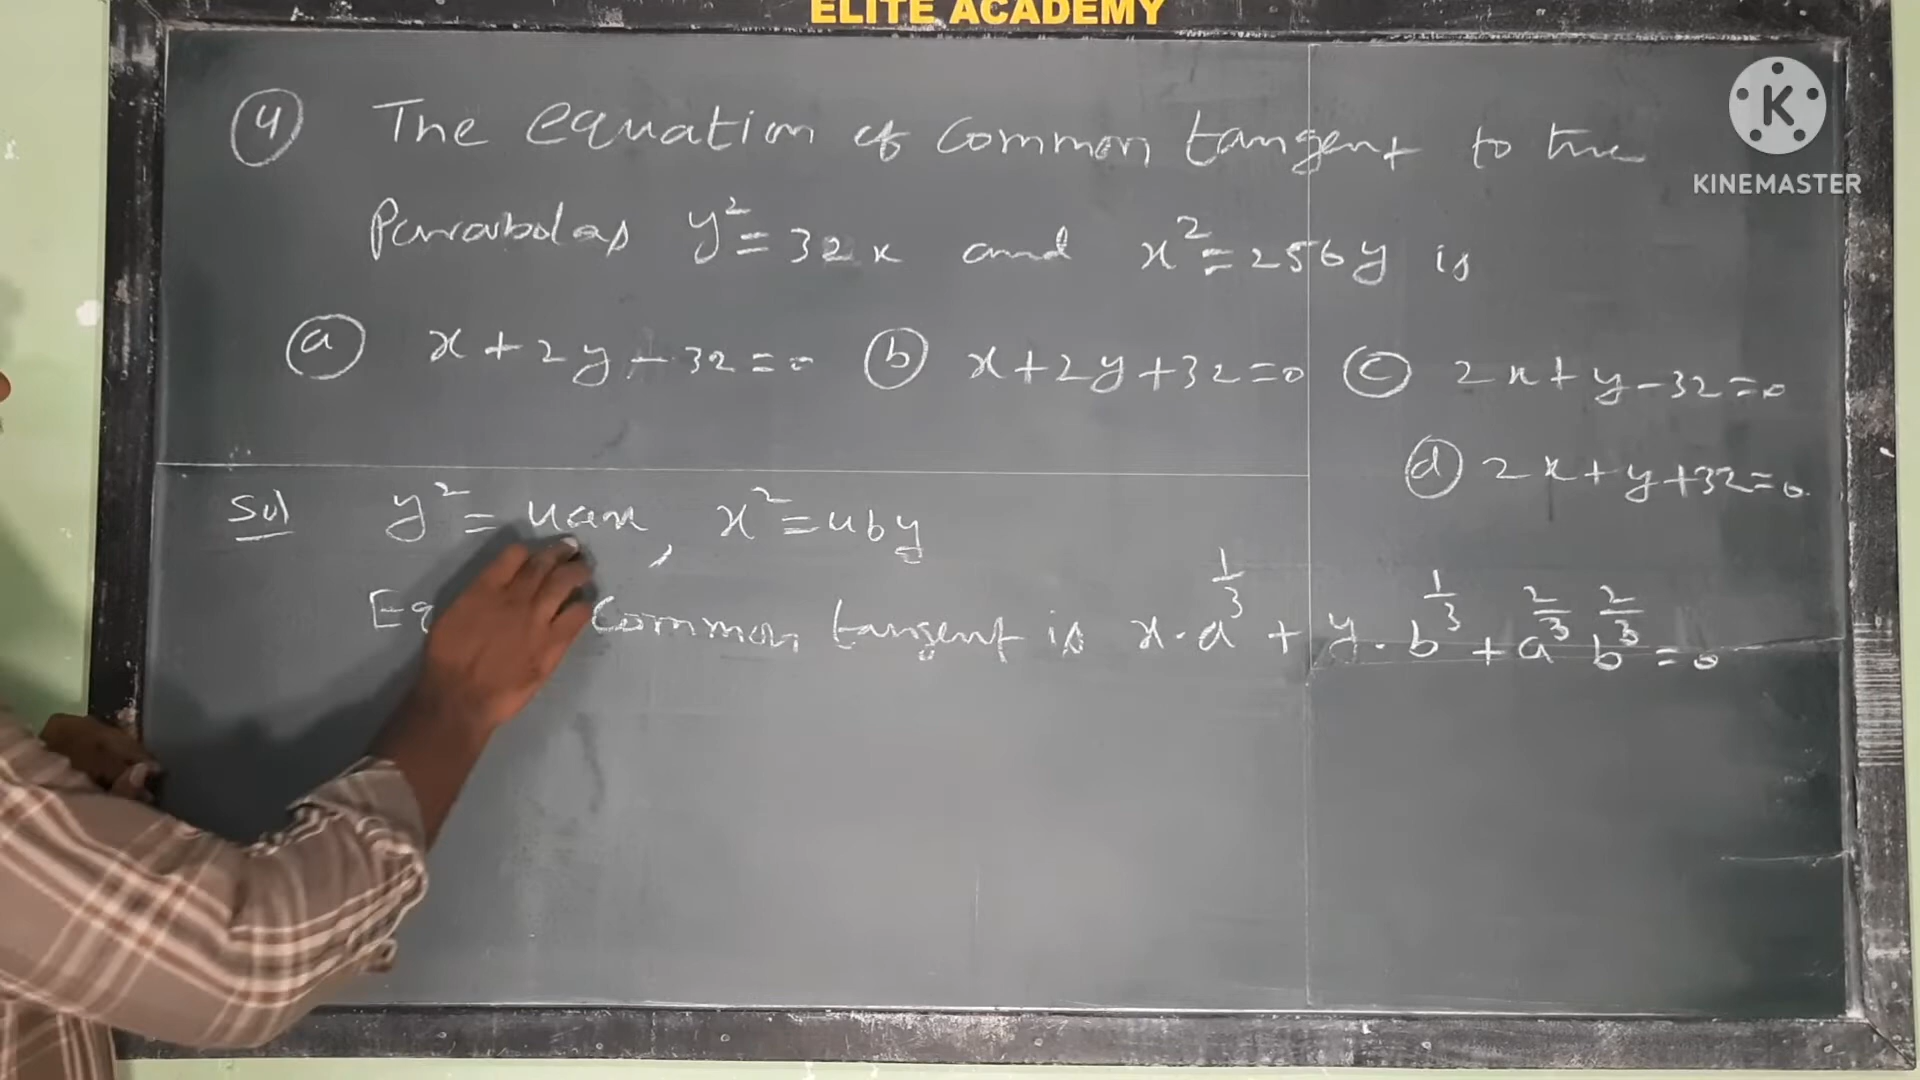 ELITE ACADEMY
K
KINEMASTER
④ The equation of common tangent to the
Parabolas y² = 32x and x² = 256y is
ⓐ x + 2y - 32 = 0 ⓑ x + 2y + 32 = 0 ⓒ 2x + y - 32 = 0
ⓓ 2x + y + 32 = 0.
Sol y² = 4ax, x² = 4by
Common tangent is x·a^{1/3} + y·b^{1/3} + a^{2/3} b^{2/3} = 0